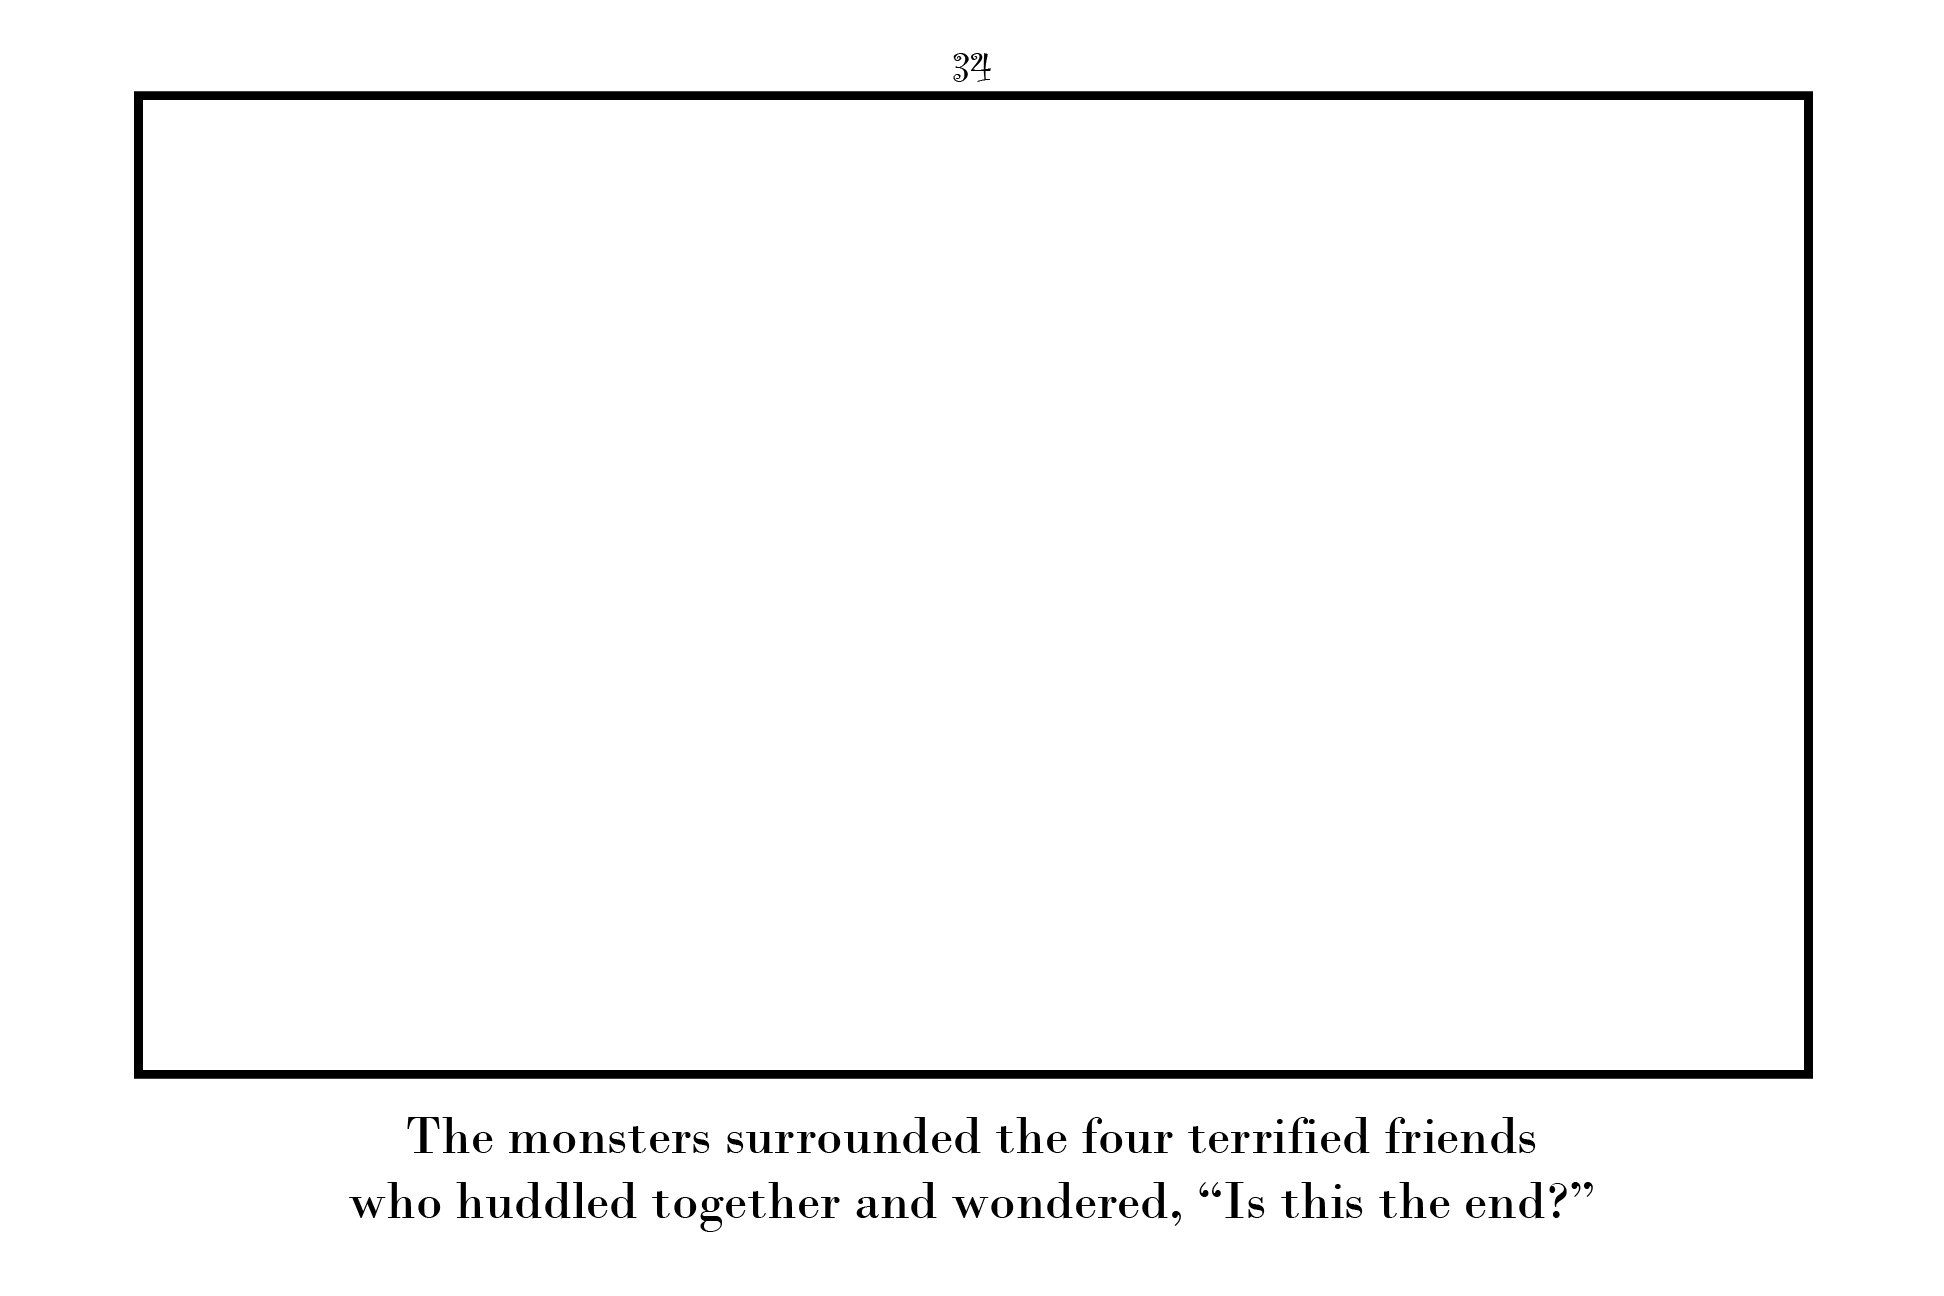 34
The monsters surrounded the four terrified friends
who huddled together and wondered, “Is this the end?”